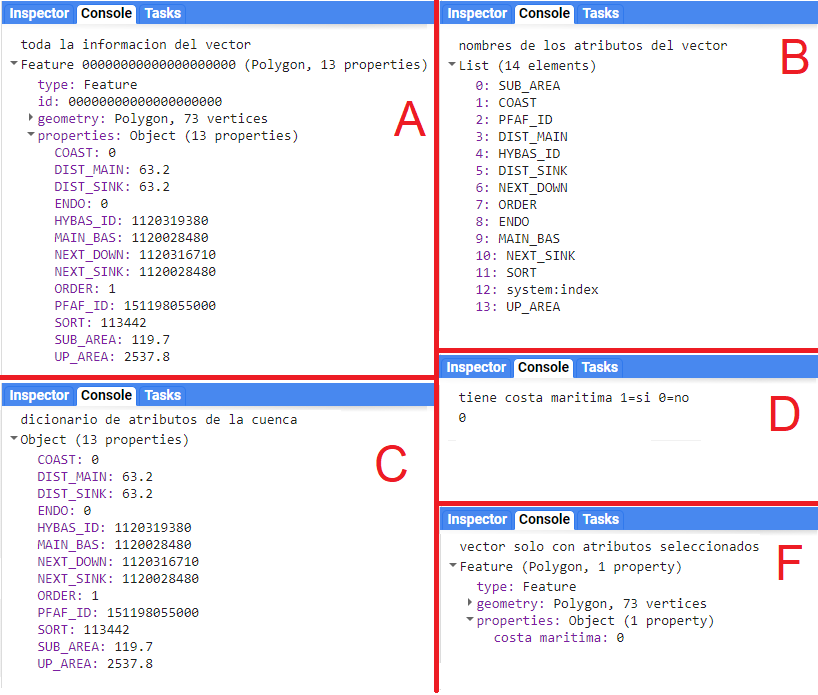 Inspector Console Tasks
toda la informacion del vector
Feature 00000000000000000000 (Polygon, 13 properties)
type: Feature
id: 00000000000000000000
geometry: Polygon, 73 vertices
properties: Object (13 properties)
COAST: 0
DIST_MAIN: 63.2
DIST_SINK: 63.2
ENDO: 0
HYBAS_ID: 1120319380
MAIN_BAS: 1120028480
NEXT_DOWN: 1120316710
NEXT_SINK: 1120028480
ORDER: 1
PFAF_ID: 151198055000
SORT: 113442
SUB_AREA: 119.7
UP_AREA: 2537.8
A
Inspector Console Tasks
nombres de los atributos del vector
List (14 elements)
0: SUB_AREA
1: COAST
2: PFAF_ID
3: DIST_MAIN
4: HYBAS_ID
5: DIST_SINK
6: NEXT_DOWN
7: ORDER
8: ENDO
9: MAIN_BAS
10: NEXT_SINK
11: SORT
12: system:index
13: UP_AREA
B
Inspector Console Tasks
dicionario de atributos de la cuenca
Object (13 properties)
COAST: 0
DIST_MAIN: 63.2
DIST_SINK: 63.2
ENDO: 0
HYBAS_ID: 1120319380
MAIN_BAS: 1120028480
NEXT_DOWN: 1120316710
NEXT_SINK: 1120028480
ORDER: 1
PFAF_ID: 151198055000
SORT: 113442
SUB_AREA: 119.7
UP_AREA: 2537.8
C
Inspector Console Tasks
tiene costa maritima 1=si 0=no
0
D
Inspector Console Tasks
vector solo con atributos seleccionados
Feature (Polygon, 1 property)
type: Feature
geometry: Polygon, 73 vertices
properties: Object (1 property)
costa maritima: 0
F